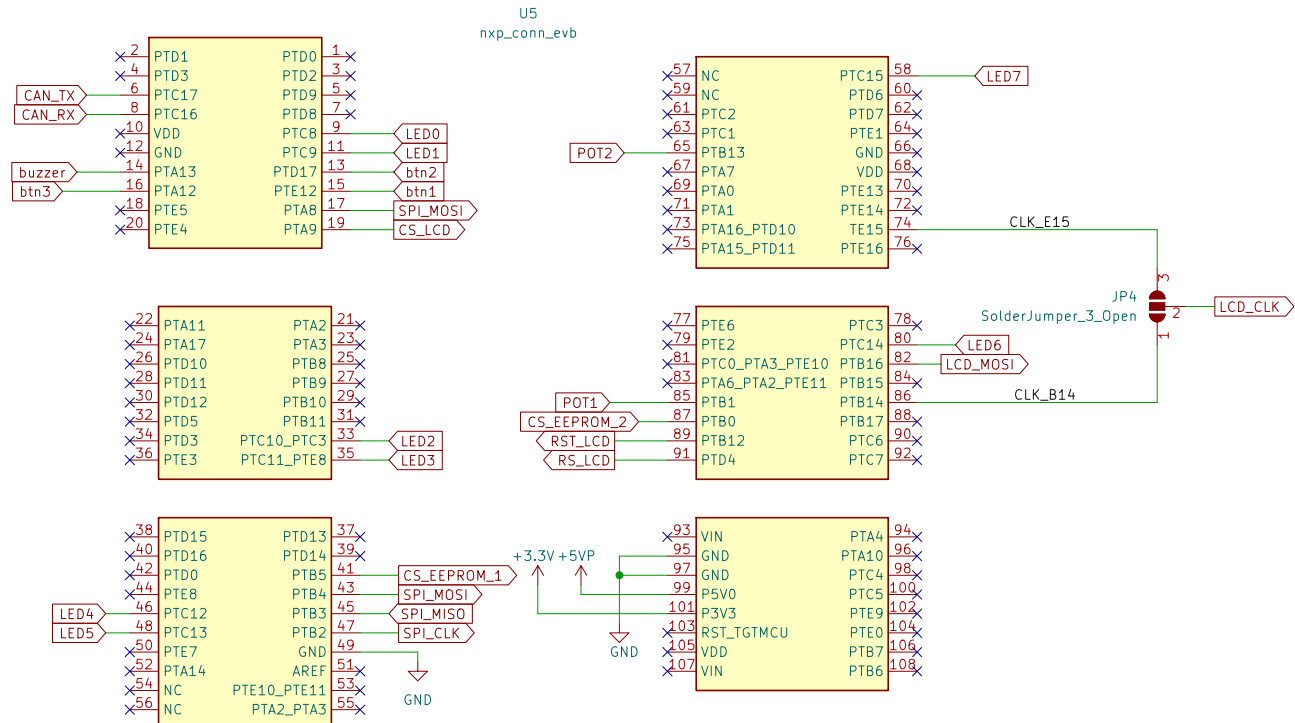 U5
nxp_conn_evb
2 PTD1 PTD0 1
4 PTD3 PTD2 3
CAN_TX 6 PTC17 PTD9 5
CAN_RX 8 PTC16 PTD8 7
10 VDD PTC8 9 LED0
12 GND PTC9 11 LED1
buzzer 14 PTA13 PTD17 13 btn2
btn3 16 PTA12 PTE12 15 btn1
18 PTE5 PTA8 17 SPI_MOSI
20 PTE4 PTA9 19 CS_LCD
57 NC PTC15 58 LED7
59 NC PTD6 60
61 PTC2 PTD7 62
63 PTC1 PTE1 64
POT2 65 PTB13 GND 66
67 PTA7 VDD 68
69 PTA0 PTE13 70
71 PTA1 PTE14 72
73 PTA16_PTD10 TE15 74 CLK_E15
75 PTA15_PTD11 PTE16 76
22 PTA11 PTA2 21
24 PTA17 PTA3 23
26 PTD10 PTB8 25
28 PTD11 PTB9 27
30 PTD12 PTB10 29
32 PTD5 PTB11 31
34 PTD3 PTC10_PTC3 33 LED2
36 PTE3 PTC11_PTE8 35 LED3
77 PTE6 PTC3 78
79 PTE2 PTC14 80 LED6
81 PTC0_PTA3_PTE10 PTB16 82 LCD_MOSI
83 PTA6_PTA2_PTE11 PTB15 84
POT1 85 PTB1 PTB14 86 CLK_B14
CS_EEPROM_2 87 PTB0 PTB17 88
RST_LCD 89 PTB12 PTC6 90
RS_LCD 91 PTD4 PTC7 92
3
JP4
SolderJumper_3_Open
2 LCD_CLK
1
38 PTD15 PTD13 37
40 PTD16 PTD14 39
42 PTD0 PTB5 41 CS_EEPROM_1
44 PTE8 PTB4 43 SPI_MOSI
LED4 46 PTC12 PTB3 45 SPI_MISO
LED5 48 PTC13 PTB2 47 SPI_CLK
50 PTE7 GND 49
52 PTA14 AREF 51
54 NC PTE10_PTE11 53
56 NC PTA2_PTA3 55
GND
+3.3V +5VP
93 VIN PTA4 94
95 GND PTA10 96
97 GND PTC4 98
99 P5V0 PTC5 100
101 P3V3 PTE9 102
103 RST_TGTMCU PTE0 104
105 VDD PTB7 106
107 VIN PTB6 108
GND